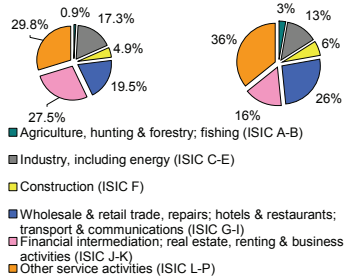 0.9%
17.3%
4.9%
19.5%
27.5%
29.8%
3%
13%
6%
26%
16%
36%
Agriculture, hunting & forestry; fishing (ISIC A-B)
Industry, including energy (ISIC C-E)
Construction (ISIC F)
Wholesale & retail trade, repairs; hotels & restaurants;
transport & communications (ISIC G-I)
Financial intermediation; real estate, renting & business
activities (ISIC J-K)
Other service activities (ISIC L-P)